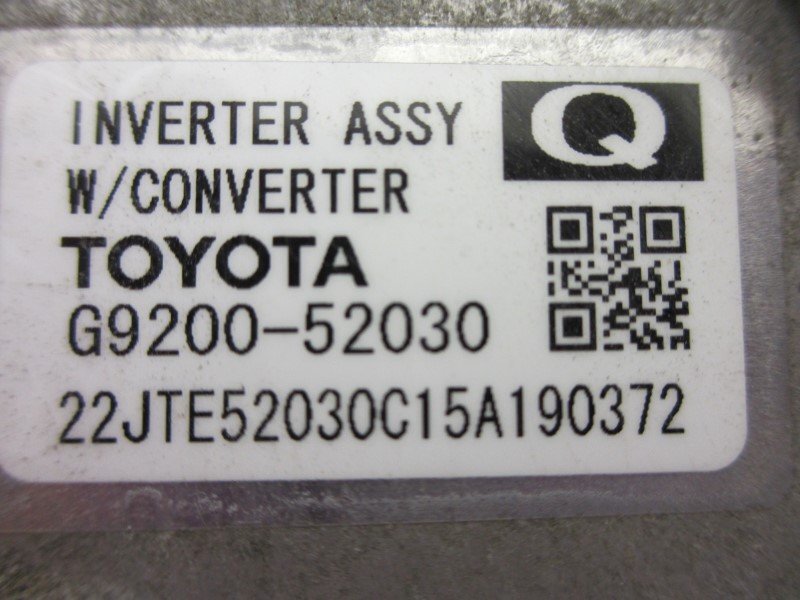 INVERTER ASSY
Q
W/CONVERTER
TOYOTA
G9200-52030
22JTE52030C15A190372